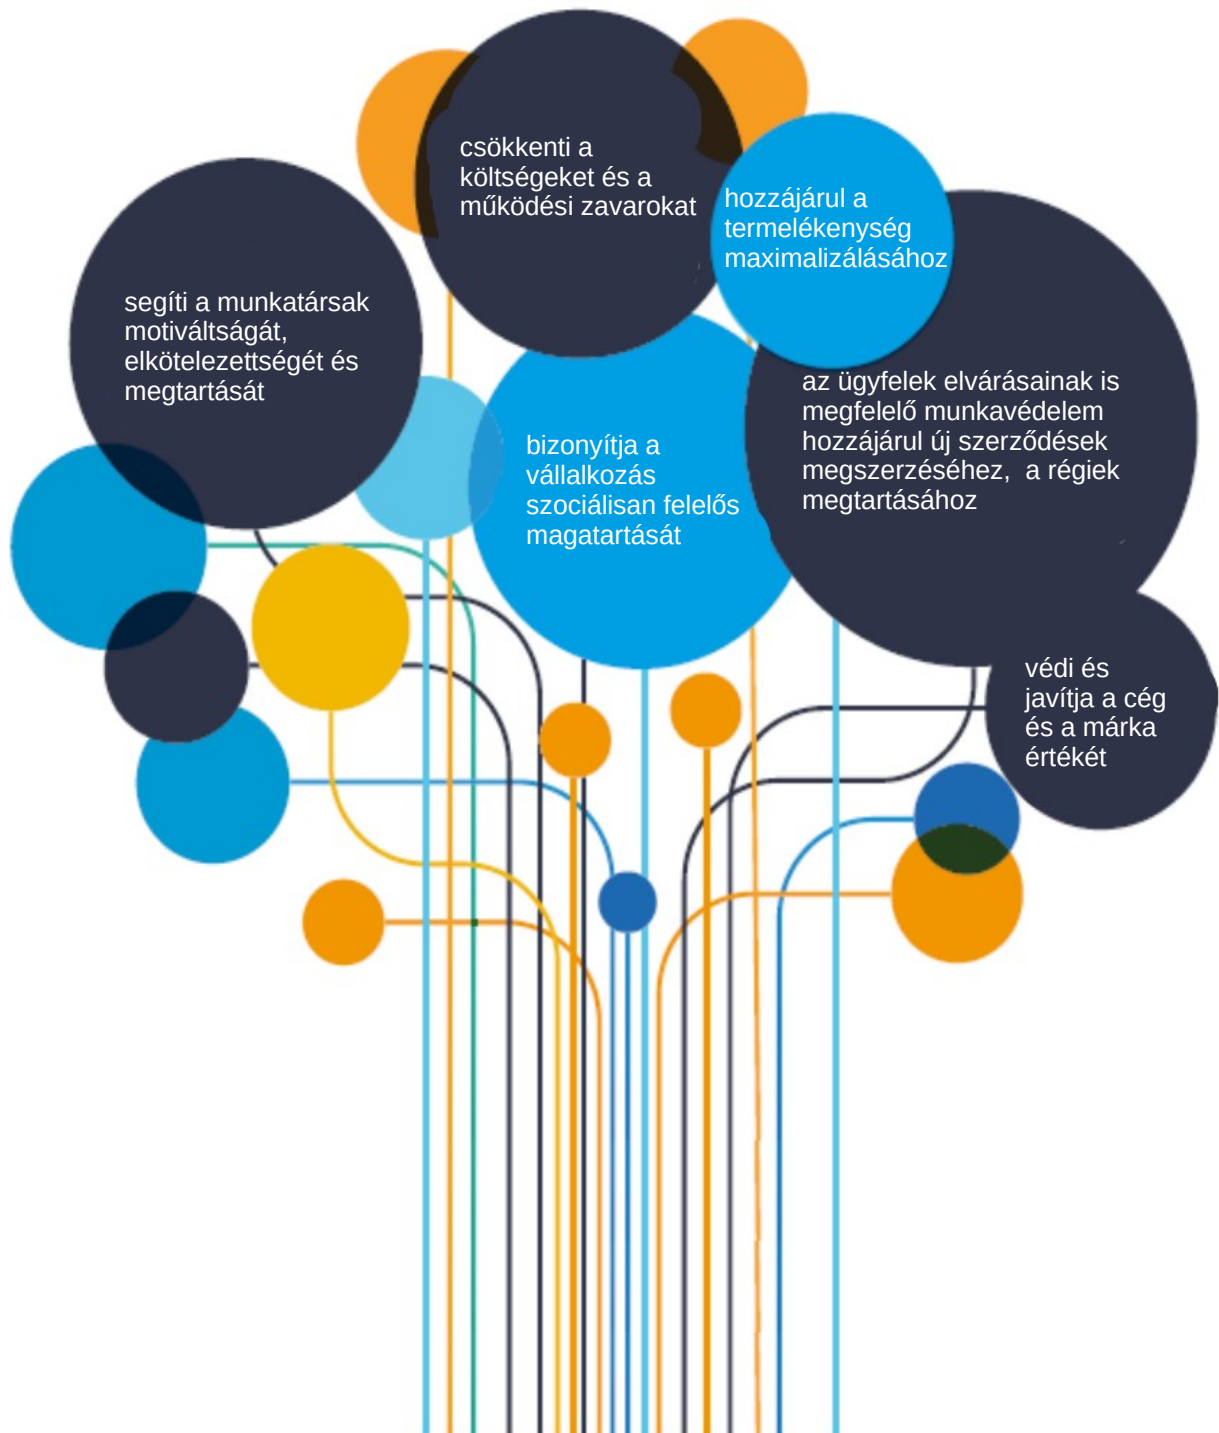 csökkenti a
költségeket és a
működési zavarokat
hozzájárul a
termelékenység
maximalizálásához
segíti a munkatársak
motiváltságát,
elkötelezettségét és
megtartását
az ügyfelek elvárásainak is
megfelelő munkavédelem
hozzájárul új szerződések
megszerzéséhez,  a régiek
megtartásához
bizonyítja a
vállalkozás
szociálisan felelős
magatartását
védi és
javítja a cég
és a márka
értékét